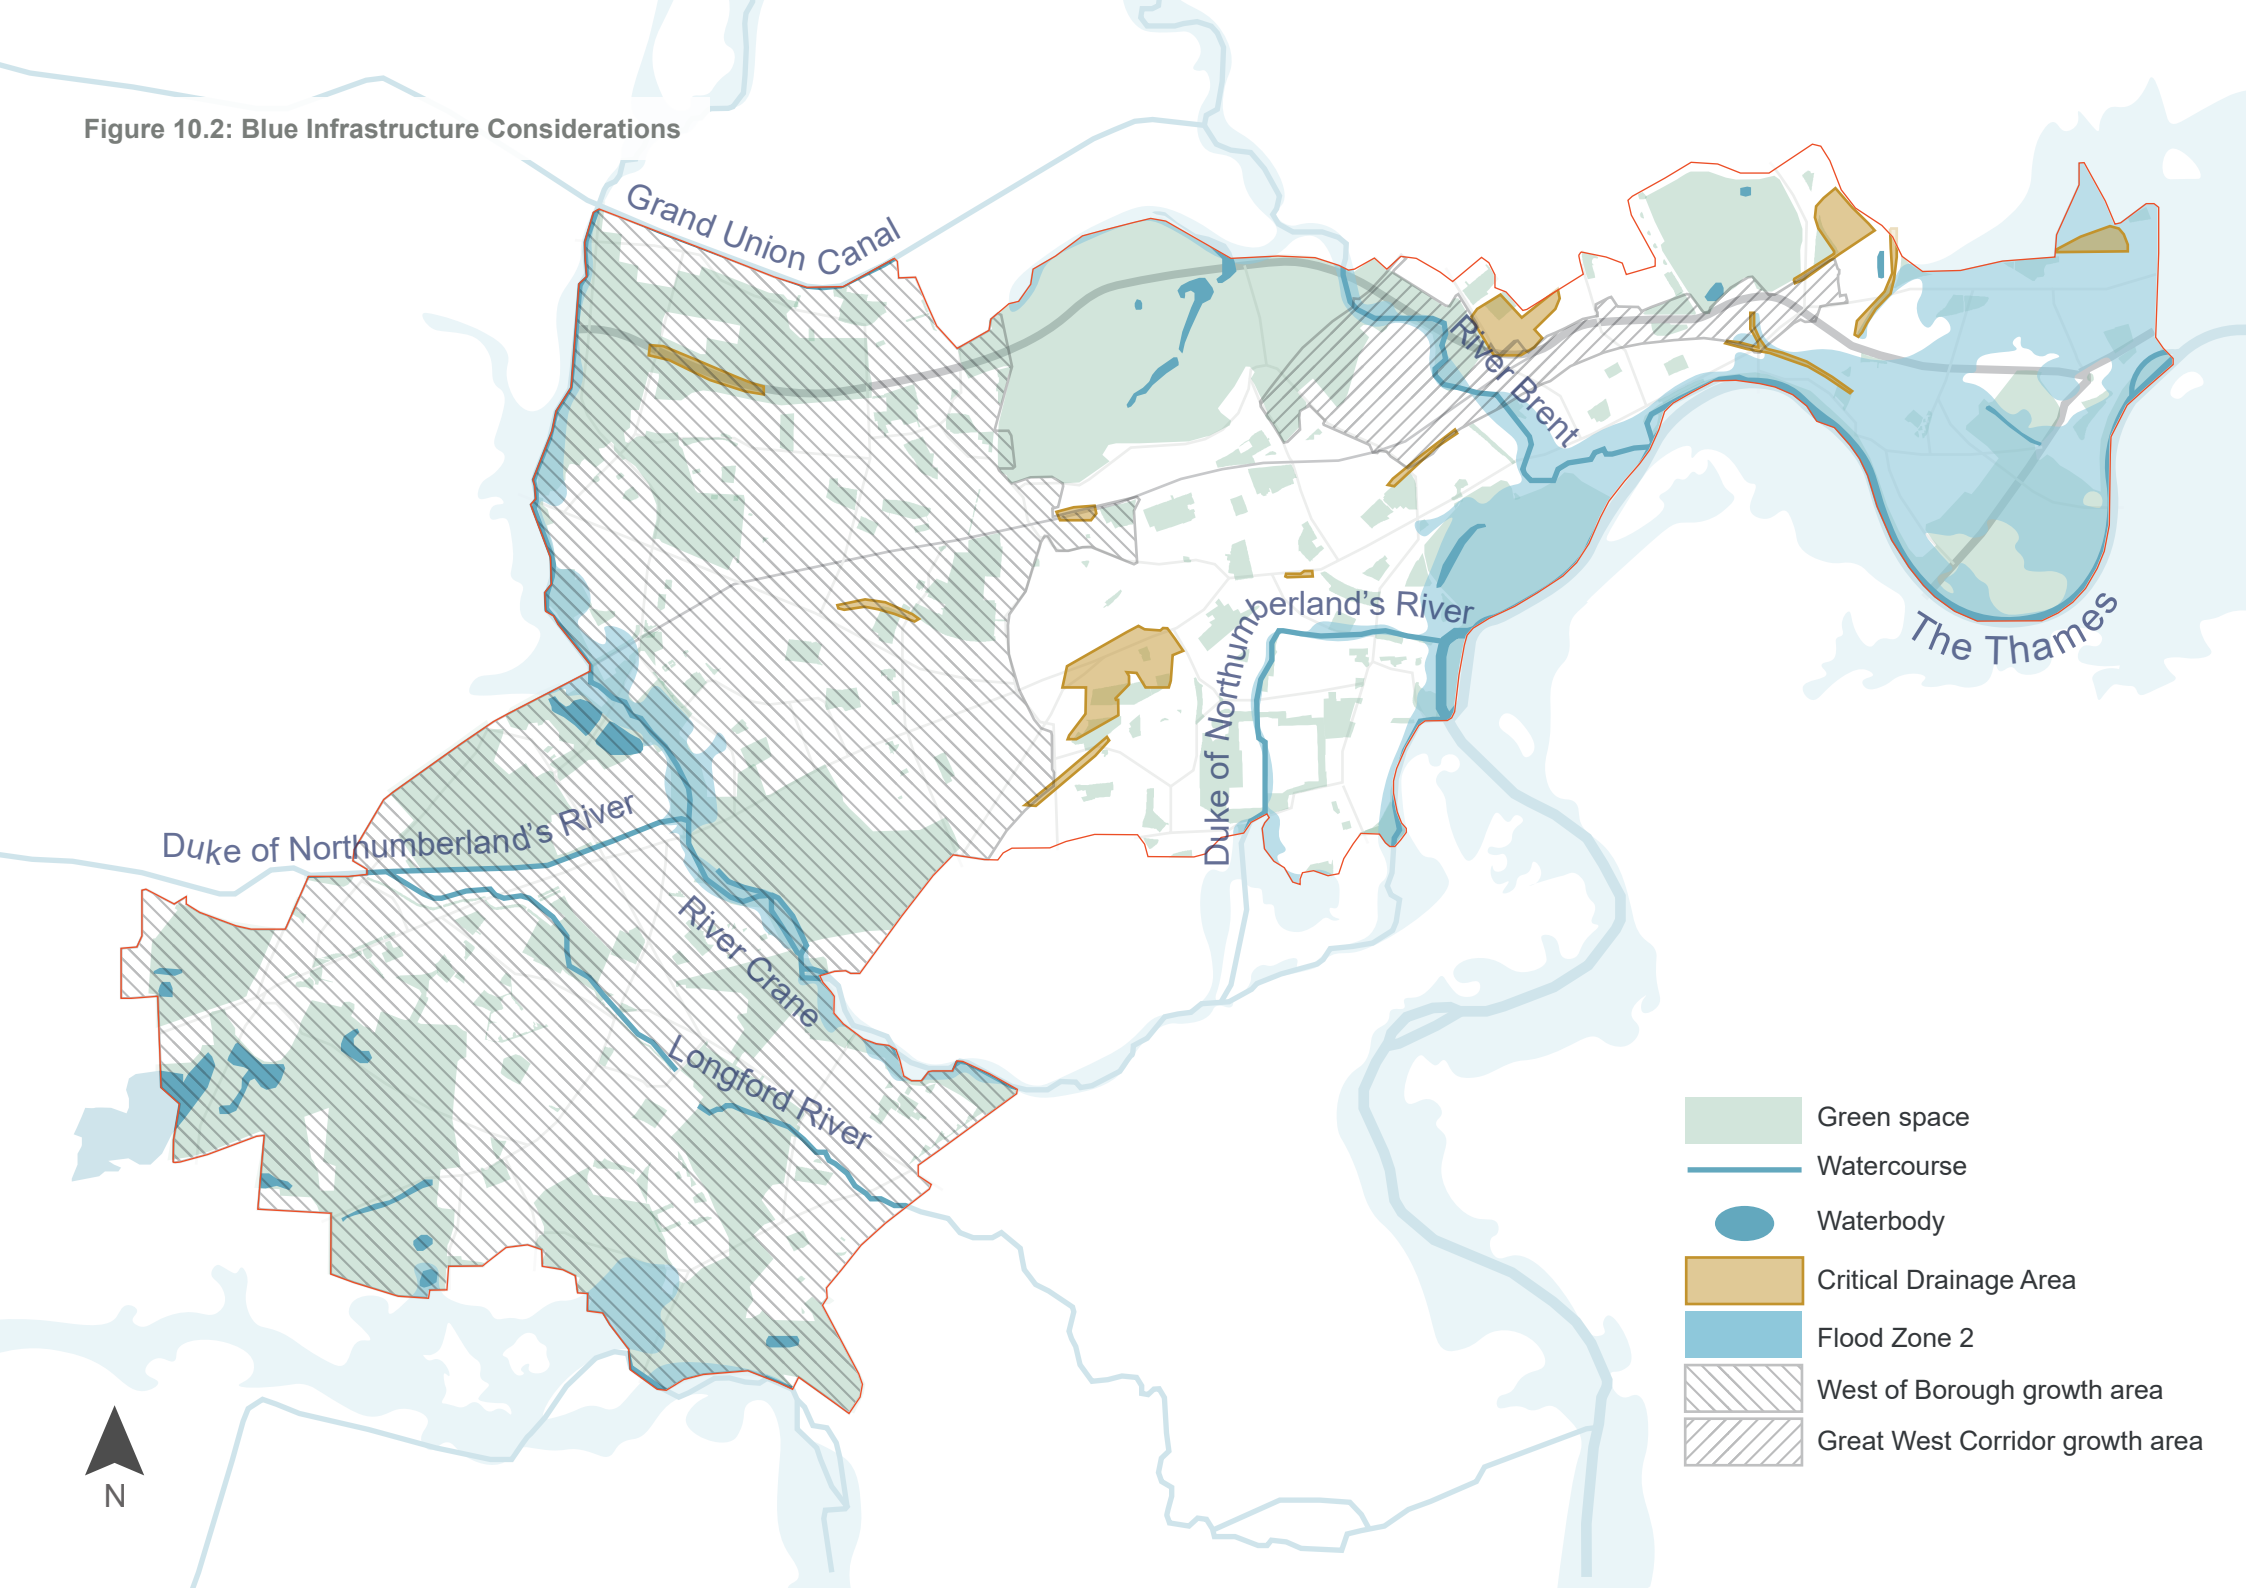 Figure 10.2: Blue Infrastructure Considerations
Grand Union Canal
River Brent
Duke of Northumberland's River
The Thames
Duke of Northumberland's River
River Crane
Longford River
Green space
Watercourse
Waterbody
Critical Drainage Area
Flood Zone 2
West of Borough growth area
Great West Corridor growth area
N